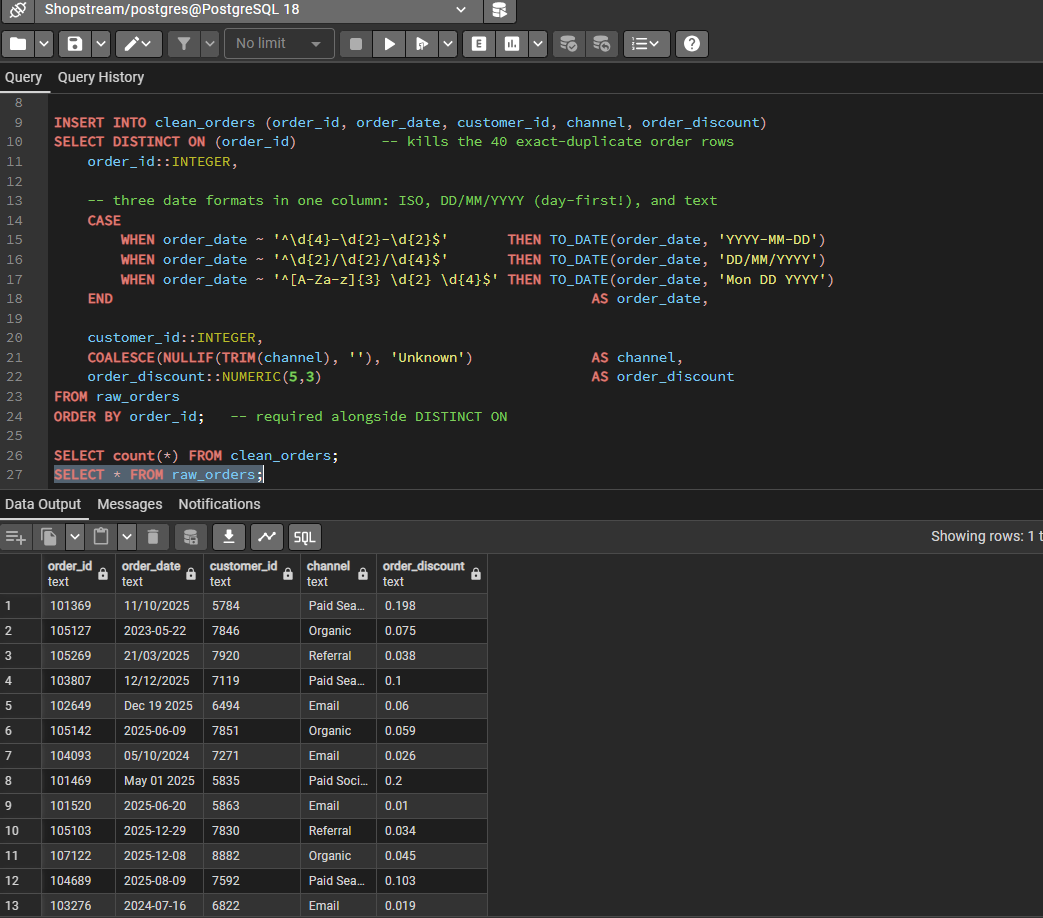 Shopstream/postgres@PostgreSQL 18
No limit
E
SQL
Query Query History
8
9 INSERT INTO clean_orders (order_id, order_date, customer_id, channel, order_discount)
10 SELECT DISTINCT ON (order_id) -- kills the 40 exact-duplicate order rows
11 order_id::INTEGER,
12
13 -- three date formats in one column: ISO, DD/MM/YYYY (day-first!), and text
14 CASE
15 WHEN order_date ~ '^\d{4}-\d{2}-\d{2}$' THEN TO_DATE(order_date, 'YYYY-MM-DD')
16 WHEN order_date ~ '^\d{2}/\d{2}/\d{4}$' THEN TO_DATE(order_date, 'DD/MM/YYYY')
17 WHEN order_date ~ '^[A-Za-z]{3} \d{2} \d{4}$' THEN TO_DATE(order_date, 'Mon DD YYYY')
18 END AS order_date,
19
20 customer_id::INTEGER,
21 COALESCE(NULLIF(TRIM(channel), ''), 'Unknown') AS channel,
22 order_discount::NUMERIC(5,3) AS order_discount
23 FROM raw_orders
24 ORDER BY order_id; -- required alongside DISTINCT ON
25
26 SELECT count(*) FROM clean_orders;
27 SELECT * FROM raw_orders;
Data Output Messages Notifications
SQL Showing rows: 1 t
order_id order_date customer_id channel order_discount
text text text text text
1 101369 11/10/2025 5784 Paid Sea... 0.198
2 105127 2023-05-22 7846 Organic 0.075
3 105269 21/03/2025 7920 Referral 0.038
4 103807 12/12/2025 7119 Paid Sea... 0.1
5 102649 Dec 19 2025 6494 Email 0.06
6 105142 2025-06-09 7851 Organic 0.059
7 104093 05/10/2024 7271 Email 0.026
8 101469 May 01 2025 5835 Paid Soci... 0.2
9 101520 2025-06-20 5863 Email 0.01
10 105103 2025-12-29 7830 Referral 0.034
11 107122 2025-12-08 8882 Organic 0.045
12 104689 2025-08-09 7592 Paid Sea... 0.103
13 103276 2024-07-16 6822 Email 0.019